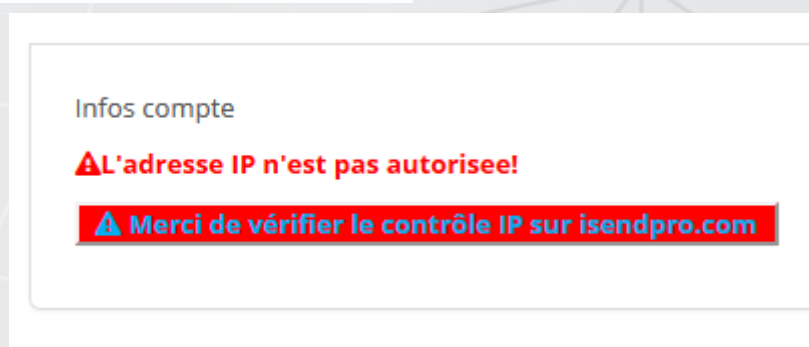 Infos compte
L'adresse IP n'est pas autorisee!
Merci de vérifier le contrôle IP sur isendpro.com